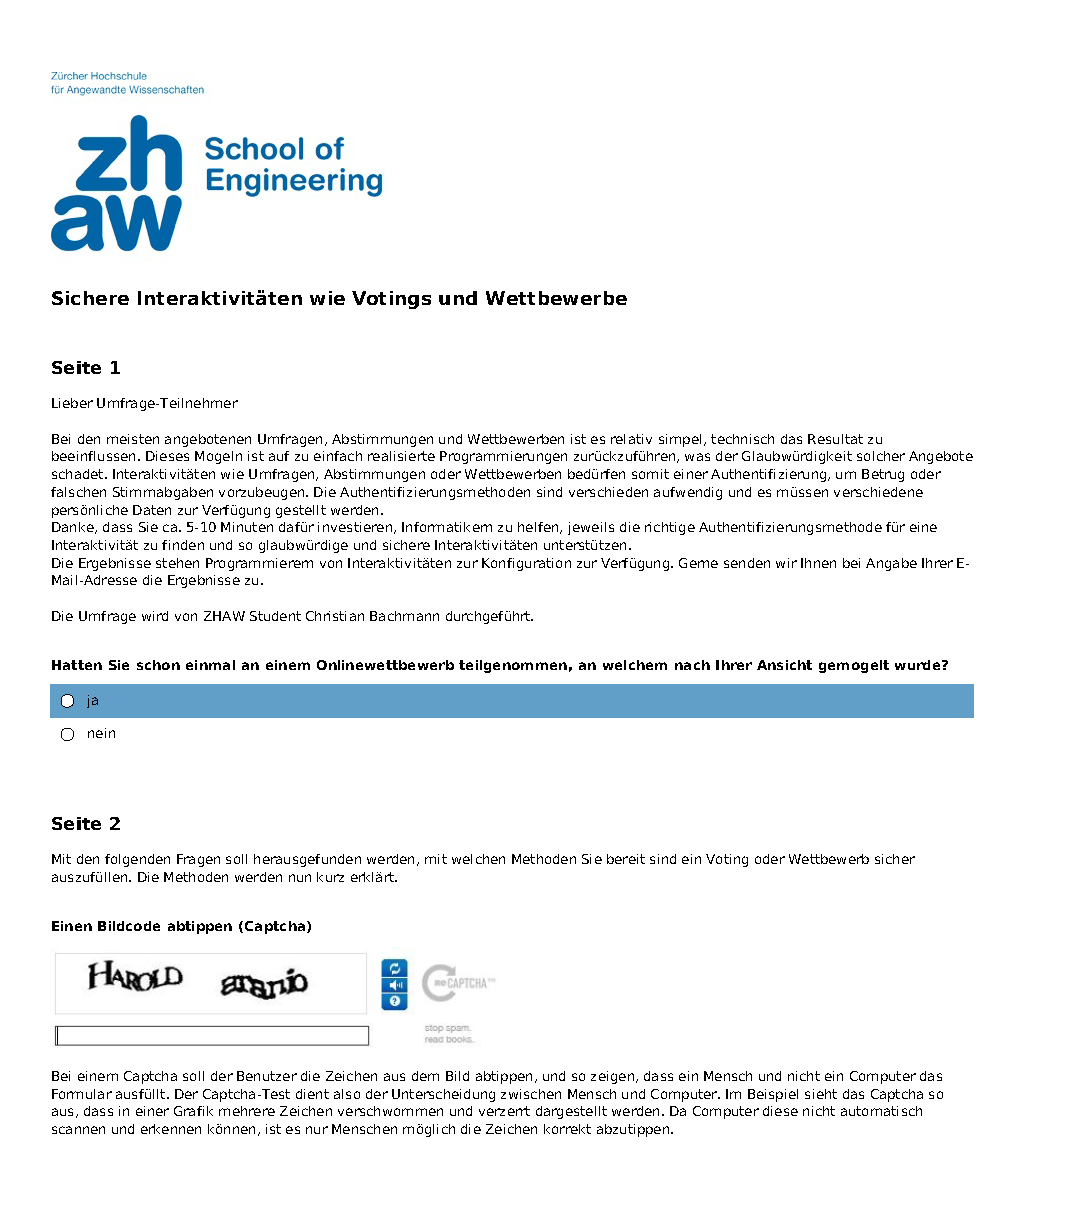 Zürcher Hochschule
für Angewandte Wissenschaften
zh
aw
School of
Engineering
Sichere Interaktivitäten wie Votings und Wettbewerbe
Seite 1
Lieber Umfrage-Teilnehmer
Bei den meisten angebotenen Umfragen, Abstimmungen und Wettbewerben ist es relativ simpel, technisch das Resultat zu
beeinflussen. Dieses Mogeln ist auf zu einfach realisierte Programmierungen zurückzuführen, was der Glaubwürdigkeit solcher Angebote
schadet. Interaktivitäten wie Umfragen, Abstimmungen oder Wettbewerben bedürfen somit einer Authentifizierung, um Betrug oder
falschen Stimmabgaben vorzubeugen. Die Authentifizierungsmethoden sind verschieden aufwendig und es müssen verschiedene
persönliche Daten zur Verfügung gestellt werden.
Danke, dass Sie ca. 5-10 Minuten dafür investieren, Informatikern zu helfen, jeweils die richtige Authentifizierungsmethode für eine
Interaktivität zu finden und so glaubwürdige und sichere Interaktivitäten unterstützen.
Die Ergebnisse stehen Programmierern von Interaktivitäten zur Konfiguration zur Verfügung. Gerne senden wir Ihnen bei Angabe Ihrer E-
Mail-Adresse die Ergebnisse zu.
Die Umfrage wird von ZHAW Student Christian Bachmann durchgeführt.
Hatten Sie schon einmal an einem Onlinewettbewerb teilgenommen, an welchem nach Ihrer Ansicht gemogelt wurde?
ja
nein
Seite 2
Mit den folgenden Fragen soll herausgefunden werden, mit welchen Methoden Sie bereit sind ein Voting oder Wettbewerb sicher
auszufüllen. Die Methoden werden nun kurz erklärt.
Einen Bildcode abtippen (Captcha)
HAROLD
reCAPTCHA™
stop spam.
read books.
Bei einem Captcha soll der Benutzer die Zeichen aus dem Bild abtippen, und so zeigen, dass ein Mensch und nicht ein Computer das
Formular ausfüllt. Der Captcha-Test dient also der Unterscheidung zwischen Mensch und Computer. Im Beispiel sieht das Captcha so
aus, dass in einer Grafik mehrere Zeichen verschwommen und verzerrt dargestellt werden. Da Computer diese nicht automatisch
scannen und erkennen können, ist es nur Menschen möglich die Zeichen korrekt abzutippen.